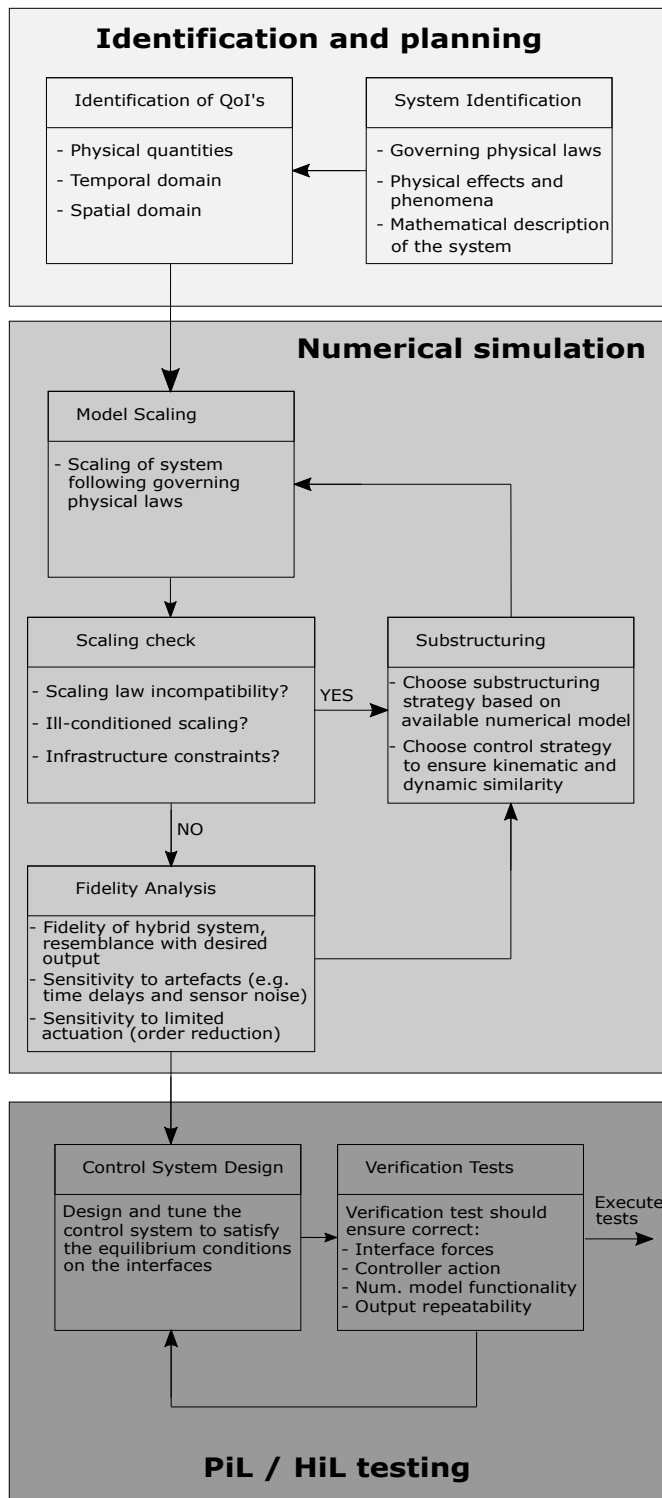 Identification and planning
Identification of QoI's
- Physical quantities
- Temporal domain
- Spatial domain
System Identification
- Governing physical laws
- Physical effects and
phenomena
- Mathematical description
of the system
Numerical simulation
Model Scaling
- Scaling of system
following governing
physical laws
Scaling check
- Scaling law incompatibility?
- Ill-conditioned scaling?
- Infrastructure constraints?
YES
Substructuring
- Choose substructuring
strategy based on
available numerical model
- Choose control strategy
to ensure kinematic and
dynamic similarity
NO
Fidelity Analysis
- Fidelity of hybrid system,
resemblance with desired
output
- Sensitivity to artefacts (e.g.
time delays and sensor noise)
- Sensitivity to limited
actuation (order reduction)
Control System Design
Design and tune the
control system to satisfy
the equilibrium conditions
on the interfaces
Verification Tests
Verification test should
ensure correct:
- Interface forces
- Controller action
- Num. model functionality
- Output repeatability
Execute
tests
PiL / HiL testing